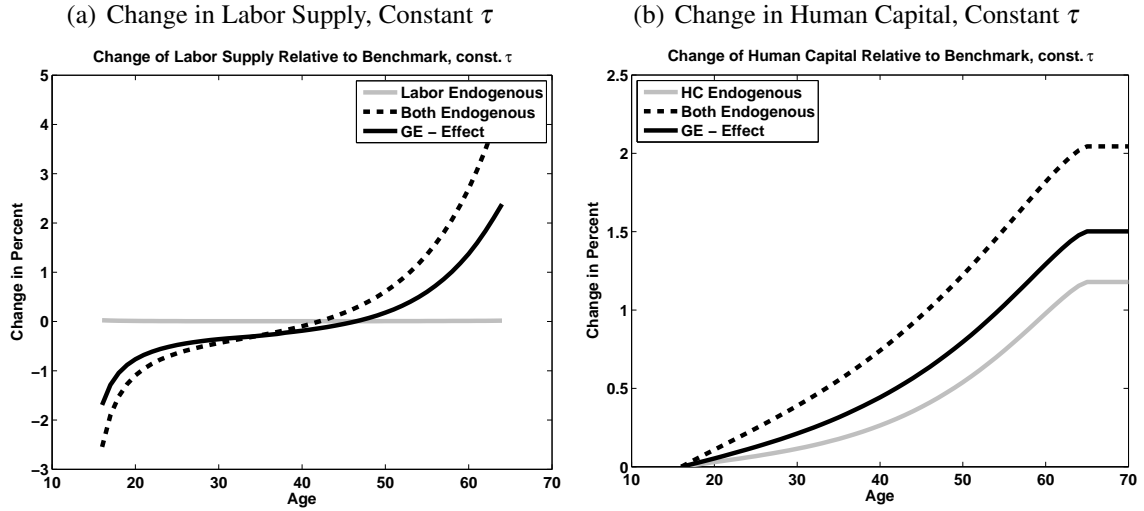 (a) Change in Labor Supply, Constant τ
Change of Labor Supply Relative to Benchmark, const. τ
5
4
3
2
1
0
−1
−2
−3
Change in Percent
Labor Endogenous
Both Endogenous
GE − Effect
10
20
30
40
50
60
70
Age
(b) Change in Human Capital, Constant τ
Change of Human Capital Relative to Benchmark, const. τ
2.5
2
1.5
1
0.5
0
Change in Percent
HC Endogenous
Both Endogenous
GE − Effect
10
20
30
40
50
60
70
Age